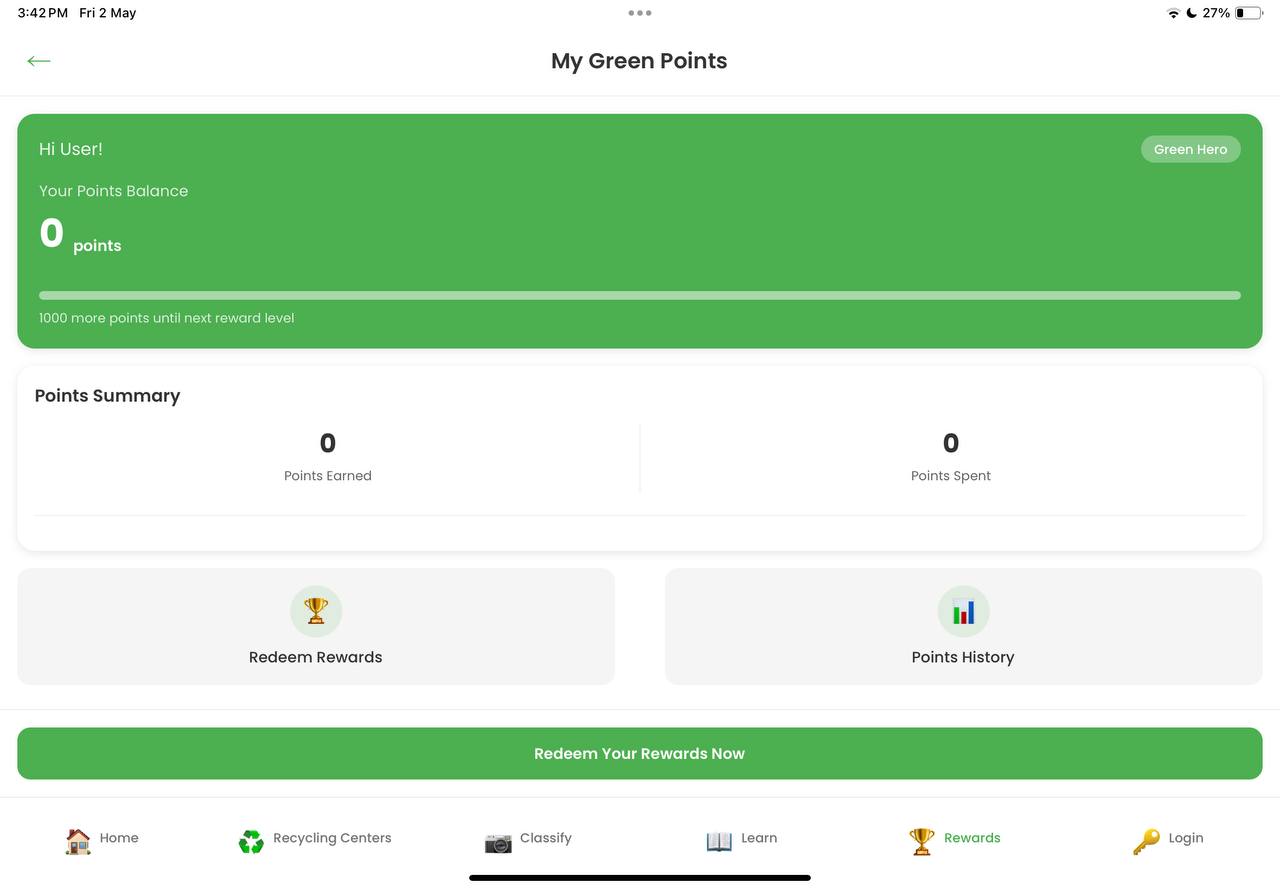 3:42 PM Fri 2 May
27%
My Green Points
Hi User!
Green Hero
Your Points Balance
0 points
1000 more points until next reward level
Points Summary
0
Points Earned
0
Points Spent
Redeem Rewards
Points History
Redeem Your Rewards Now
Home
Recycling Centers
Classify
Learn
Rewards
Login